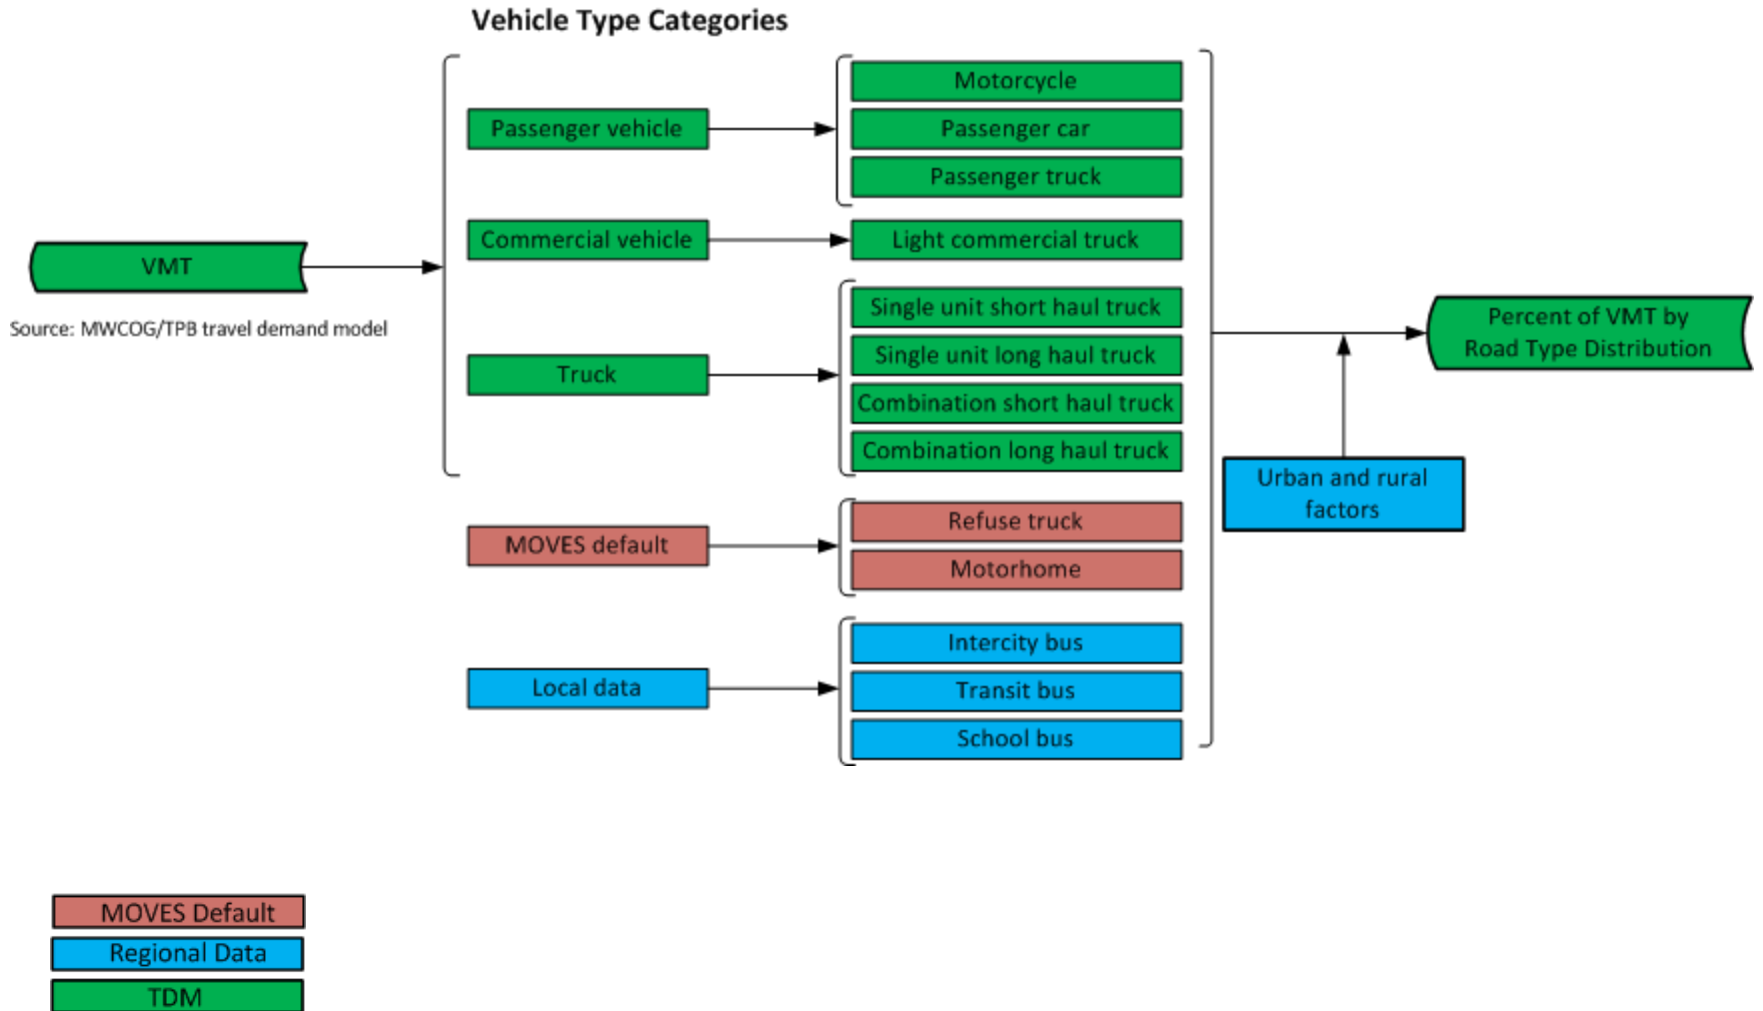 Vehicle Type Categories
VMT
Source: MWCOG/TPB travel demand model
Passenger vehicle
Motorcycle
Passenger car
Passenger truck
Commercial vehicle
Light commercial truck
Truck
Single unit short haul truck
Single unit long haul truck
Combination short haul truck
Combination long haul truck
MOVES default
Refuse truck
Motorhome
Local data
Intercity bus
Transit bus
School bus
Urban and rural
factors
Percent of VMT by
Road Type Distribution
MOVES Default
Regional Data
TDM